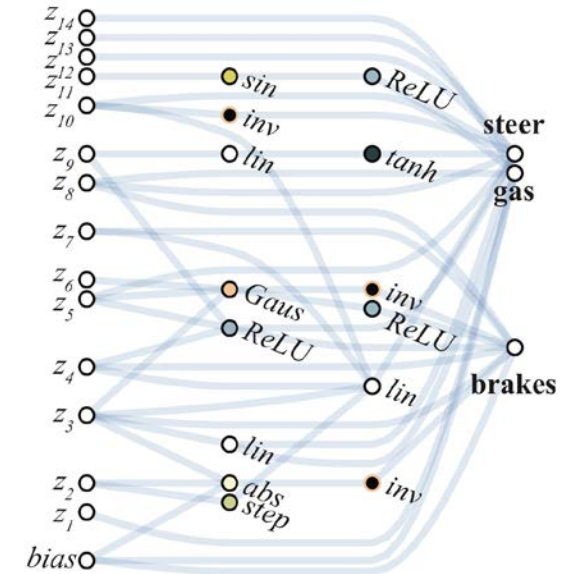 z14
z13
z12
z11
z10
z9
z8
z7
z6
z5
z4
z3
z2
z1
bias
sin
inv
lin
Gaus
ReLU
lin
abs
step
ReLU
tanh
inv
ReLU
lin
inv
steer
gas
brakes